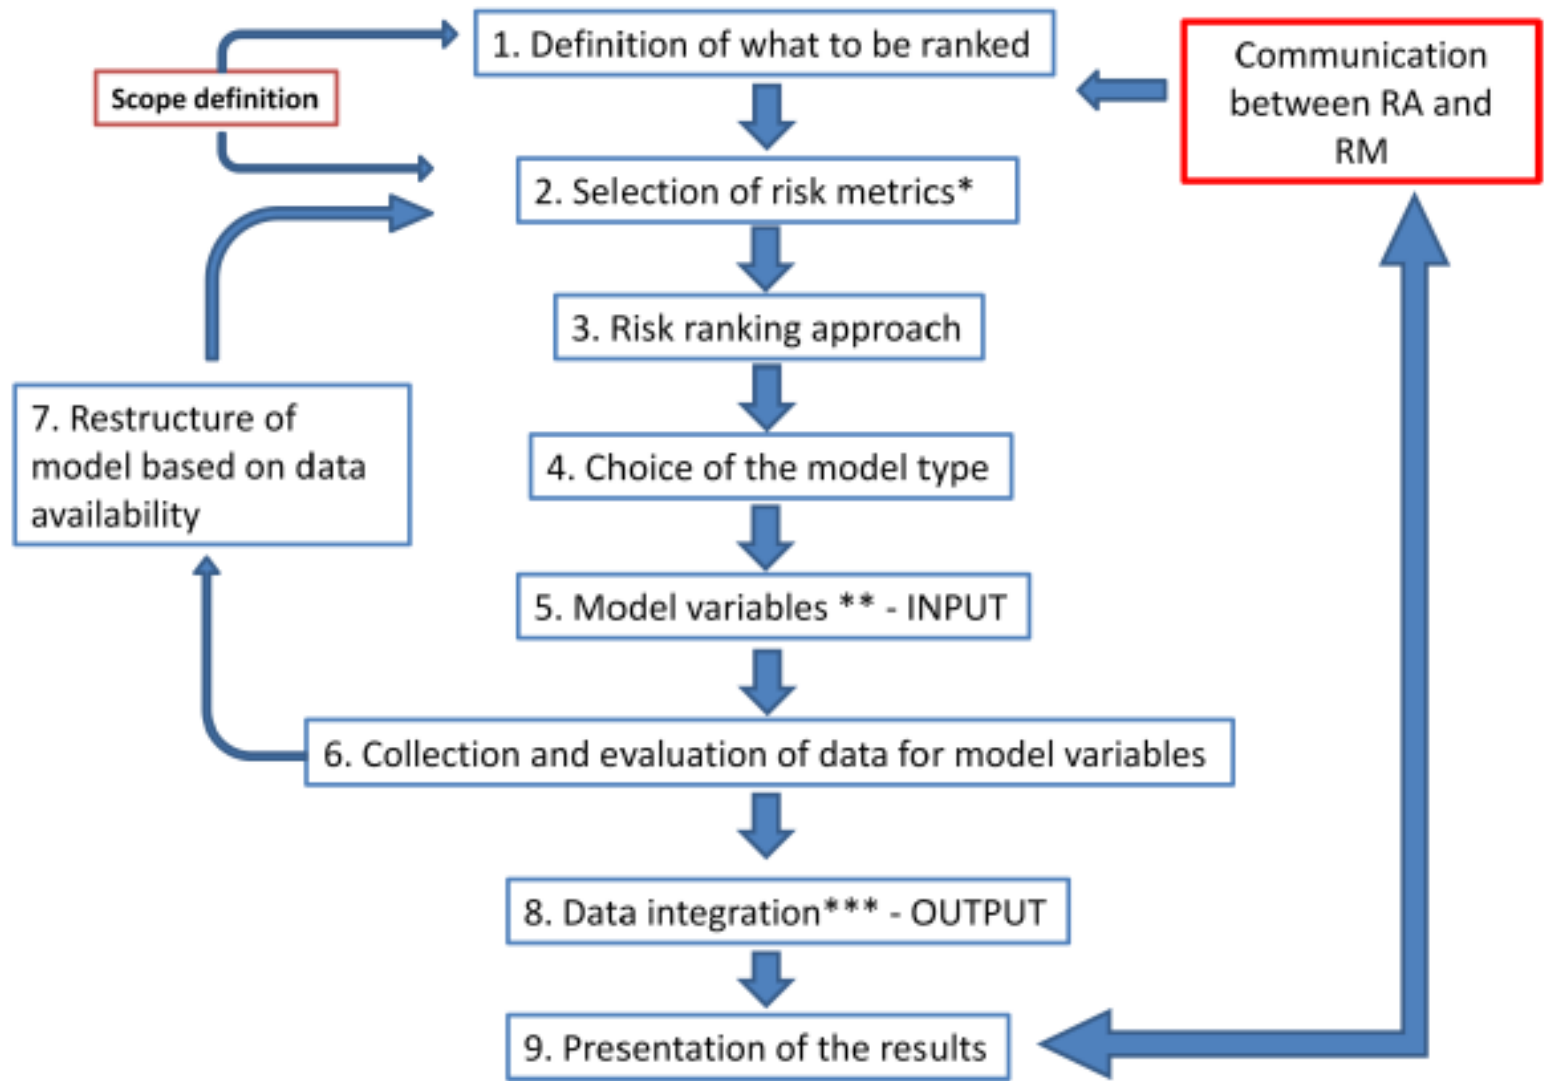 1. Definition of what to be ranked
Communication
between RA and
RM
Scope definition
2. Selection of risk metrics*
3. Risk ranking approach
7. Restructure of
model based on data
availability
4. Choice of the model type
5. Model variables ** - INPUT
6. Collection and evaluation of data for model variables
8. Data integration*** - OUTPUT
9. Presentation of the results